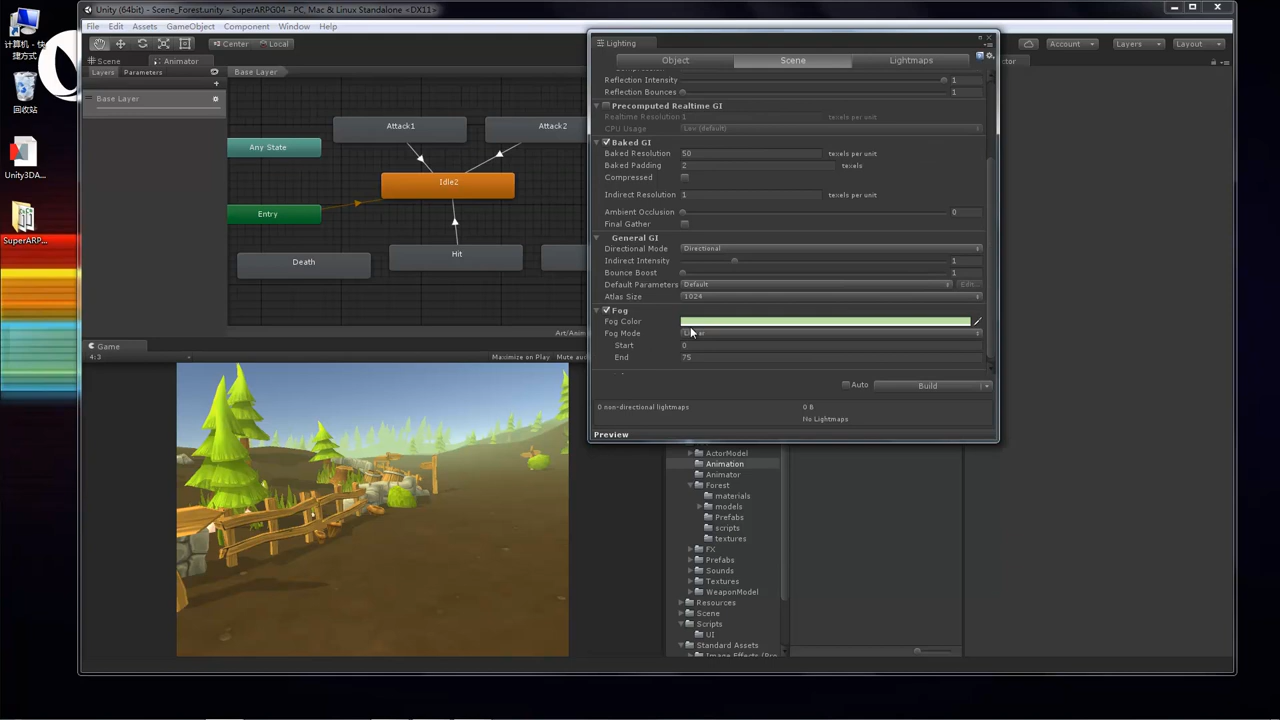 计算机 - 快
捷方式
回收站
Unity3DA...
SuperARP...
Unity (64bit) - Scene_Forest.unity - SuperARPG04 - PC, Mac & Linux Standalone <DX11>
File Edit Assets GameObject Component Window Help
Center Local
Account Layers Layout
Scene Animator
Layers Parameters
Base Layer
Base Layer
Any State
Attack1
Attack2
Idle2
Entry
Death
Hit
Art/Anim
Game
4:3
Maximize on Play Mute au
Lighting
Object Scene Lightmaps
Reflection Intensity 1
Reflection Bounces 1
Precomputed Realtime GI
Realtime Resolution 1 texels per unit
CPU Usage Low (default)
Baked GI
Baked Resolution 50 texels per unit
Baked Padding 2 texels
Compressed
Indirect Resolution 1 texels per unit
Ambient Occlusion 0
Final Gather
General GI
Directional Mode Directional
Indirect Intensity 1
Bounce Boost 1
Default Parameters Default Edit...
Atlas Size 1024
Fog
Fog Color
Fog Mode
Start 0
End 75
Auto Build
0 non-directional lightmaps 0 B
No Lightmaps
Preview
ActorModel
Animation
Animator
Forest
materials
models
Prefabs
scripts
textures
FX
Prefabs
Sounds
Textures
WeaponModel
Resources
Scene
Scripts
UI
Standard Assets